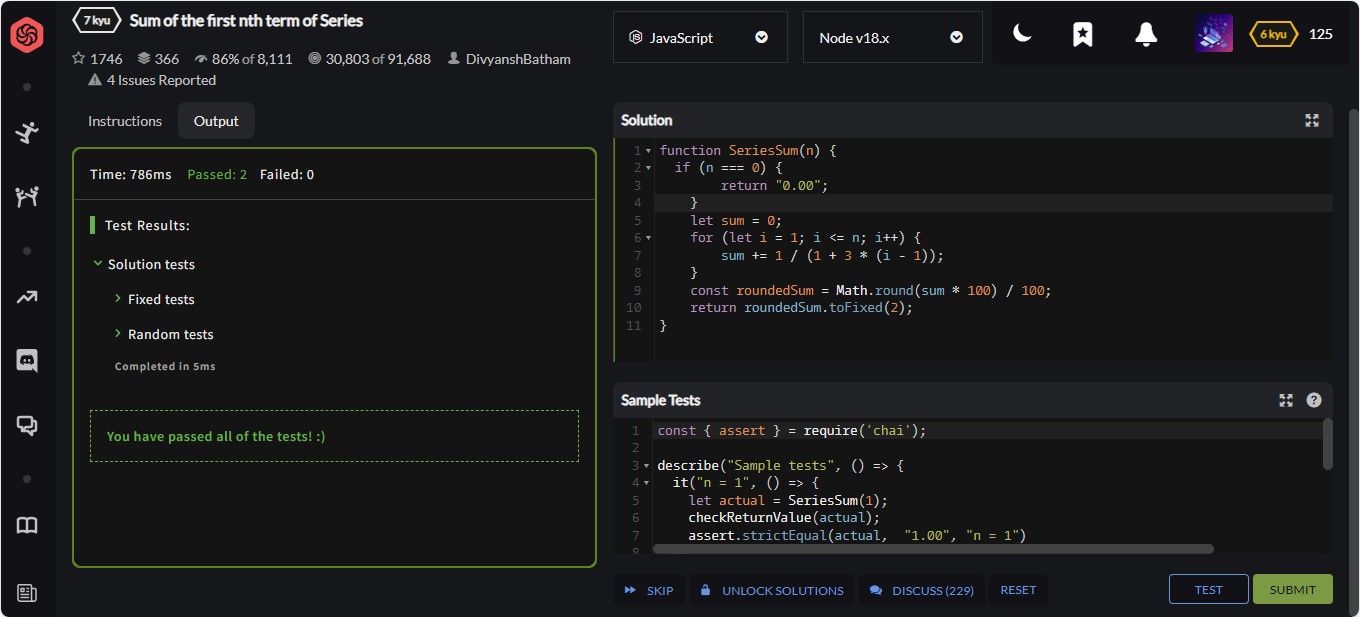 7 kyu Sum of the first nth term of Series
1746 366 86% of 8,111 30,803 of 91,688 DivyanshBatham
4 Issues Reported
JavaScript
Node v18.x
6 kyu 125
Instructions Output
Time: 786ms Passed: 2 Failed: 0
Test Results:
Solution tests
Fixed tests
Random tests
Completed in 5ms
You have passed all of the tests! :)
Solution
1 function SeriesSum(n) {
2 if (n === 0) {
3 return "0.00";
4 }
5 let sum = 0;
6 for (let i = 1; i <= n; i++) {
7 sum += 1 / (1 + 3 * (i - 1));
8 }
9 const roundedSum = Math.round(sum * 100) / 100;
10 return roundedSum.toFixed(2);
11 }
Sample Tests
1 const { assert } = require('chai');
2
3 describe("Sample tests", () => {
4 it("n = 1", () => {
5 let actual = SeriesSum(1);
6 checkReturnValue(actual);
7 assert.strictEqual(actual, "1.00", "n = 1")
8
SKIP UNLOCK SOLUTIONS DISCUSS (229) RESET TEST SUBMIT